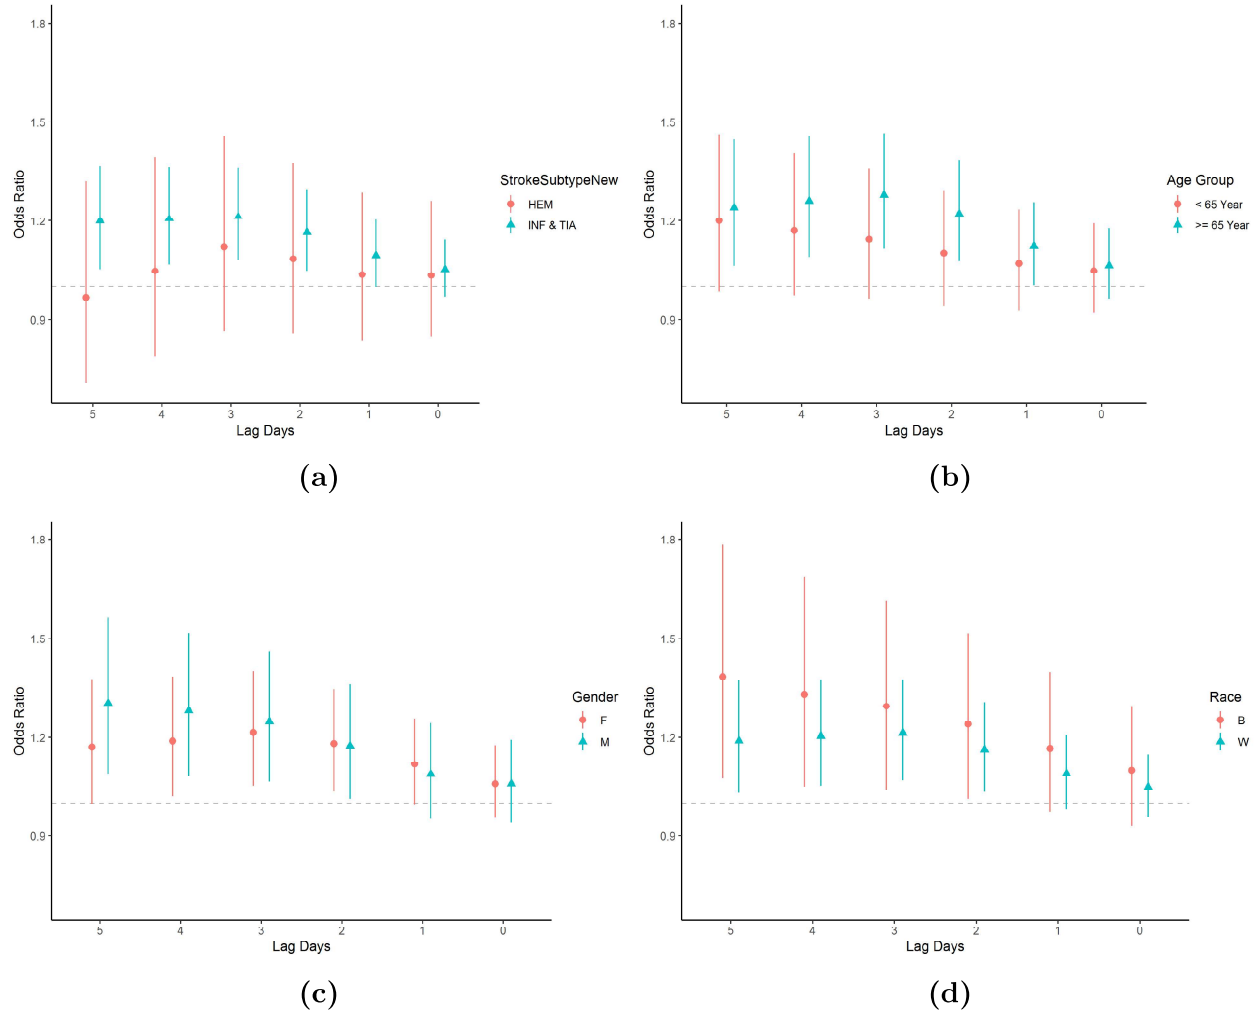 1.8
1.5
1.2
0.9
Odds Ratio
5 4 3 2 1 0
Lag Days
StrokeSubtypeNew
HEM
INF & TIA
(a)
1.8
1.5
1.2
0.9
Odds Ratio
5 4 3 2 1 0
Lag Days
Age Group
< 65 Year
>= 65 Year
(b)
1.8
1.5
1.2
0.9
Odds Ratio
5 4 3 2 1 0
Lag Days
Gender
F
M
(c)
1.8
1.5
1.2
0.9
Odds Ratio
5 4 3 2 1 0
Lag Days
Race
B
W
(d)